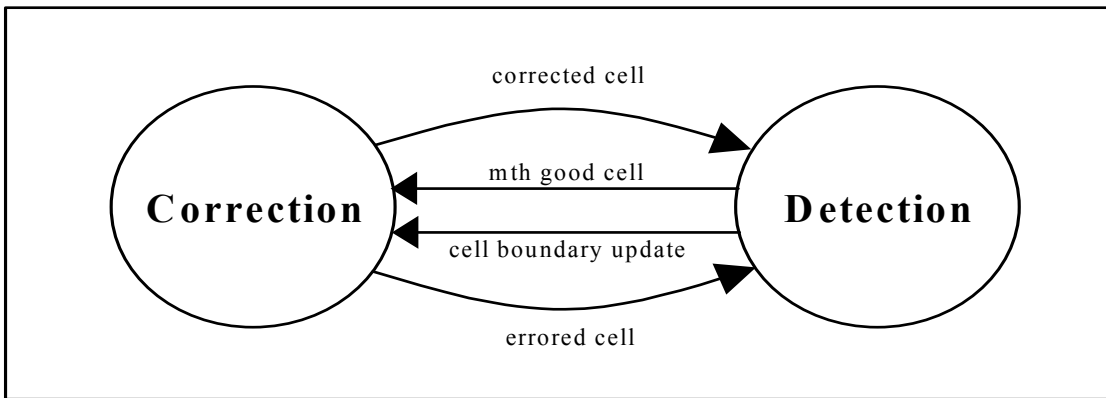 corrected cell
mth good cell
Correction
Detection
cell boundary update
errored cell